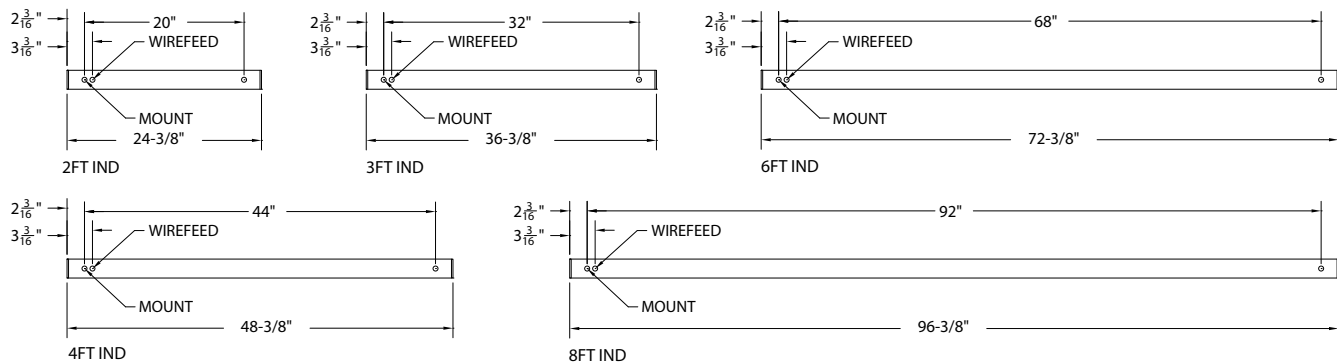 2 3/16" 20"
3 3/16" WIREFEED
MOUNT
24-3/8"
2FT IND
2 3/16" 32"
3 3/16" WIREFEED
MOUNT
36-3/8"
3FT IND
2 3/16" 68"
3 3/16" WIREFEED
MOUNT
72-3/8"
6FT IND
2 3/16" 44"
3 3/16" WIREFEED
MOUNT
48-3/8"
4FT IND
2 3/16" 92"
3 3/16" WIREFEED
MOUNT
96-3/8"
8FT IND